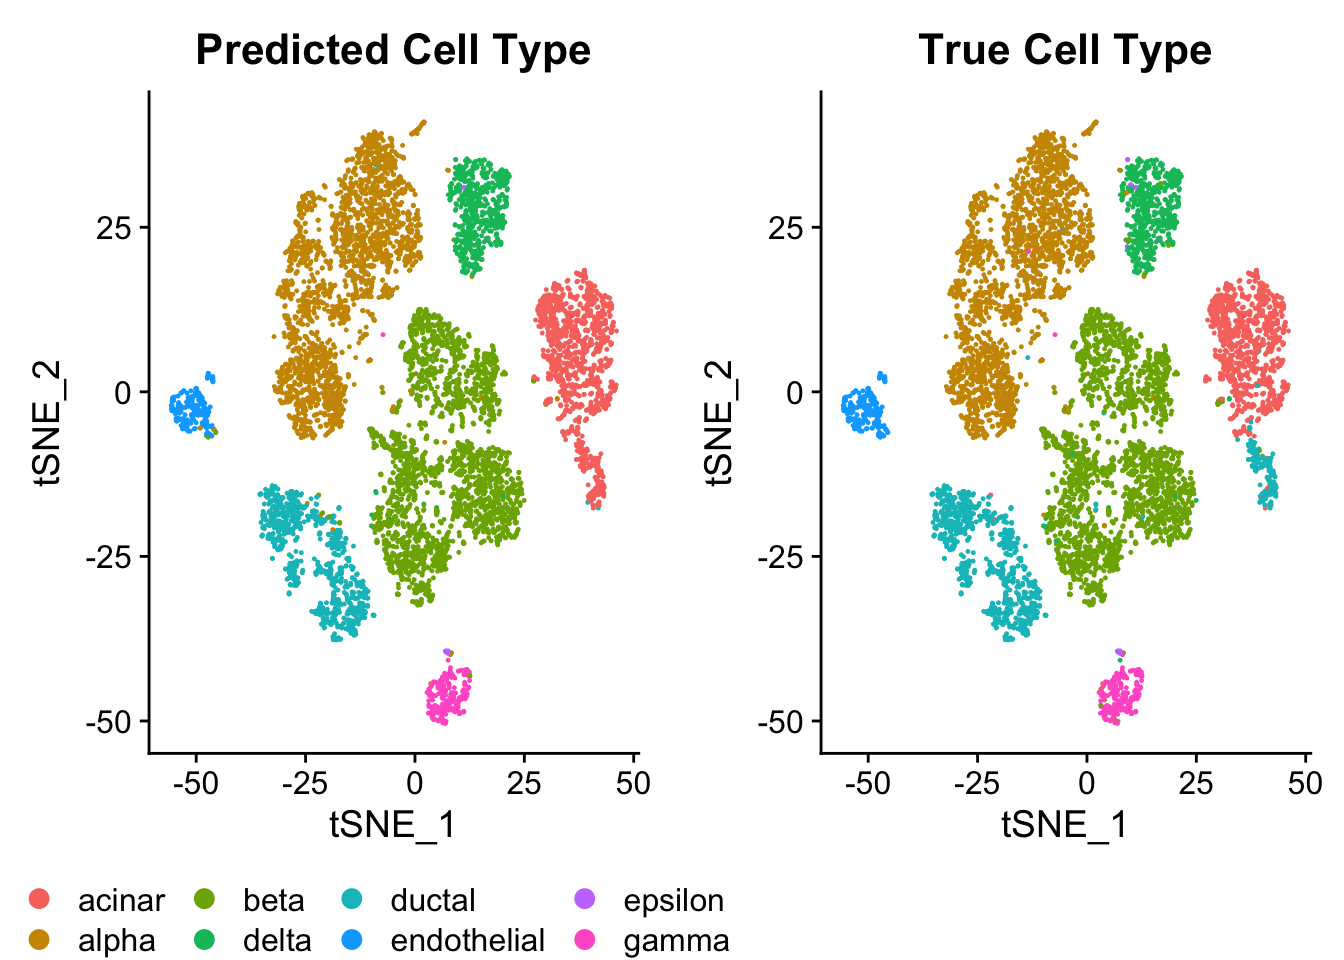 Predicted Cell Type
True Cell Type
25
0
-25
-50
tSNE_2
-50 -25 0 25 50
tSNE_1
25
0
-25
-50
tSNE_2
-50 -25 0 25 50
tSNE_1
acinar beta ductal epsilon
alpha delta endothelial gamma